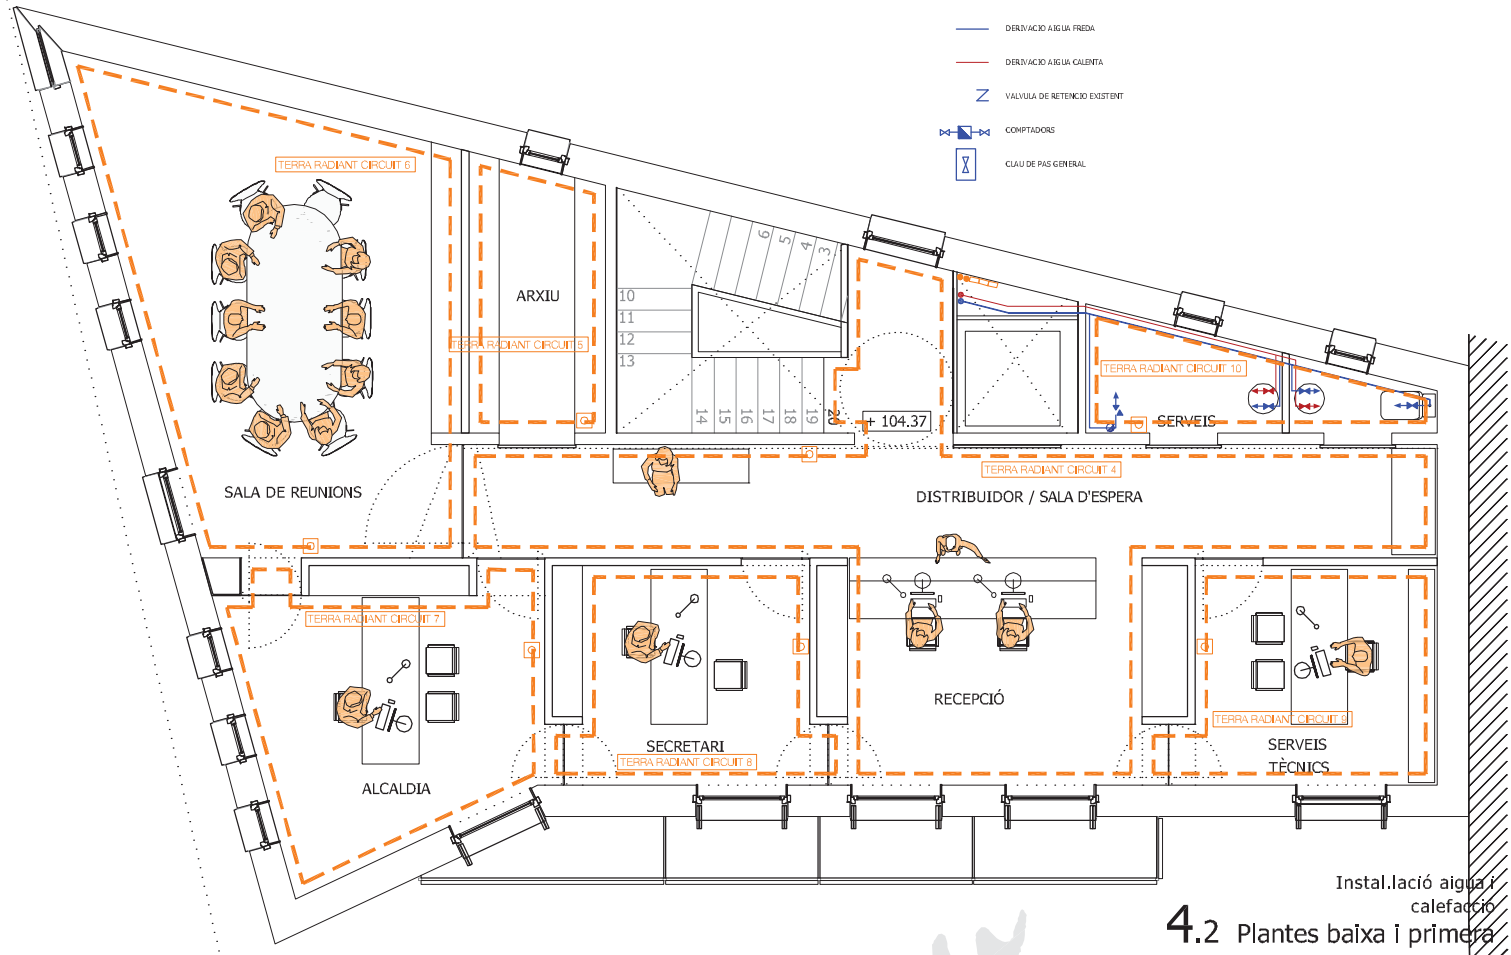 DERIVACIO AIGUA FREDA
DERIVACIO AIGUA CALENTA
VALVULA DE RETENCIO EXISTENT
COMPTADORS
CLAU DE PAS GENERAL
TERRA RADIANT CIRCUIT 6
ARXIU
TERRA RADIANT CIRCUIT 5
6
5
4
3
10
11
12
13
14
15
16
17
18
19
20
+ 104.37
TERRA RADIANT CIRCUIT 10
SERVEIS
TERRA RADIANT CIRCUIT 4
SALA DE REUNIONS
DISTRIBUIDOR / SALA D'ESPERA
TERRA RADIANT CIRCUIT 7
ALCALDIA
SECRETARI
TERRA RADIANT CIRCUIT 8
RECEPCIÓ
TERRA RADIANT CIRCUIT 9
SERVEIS
TÈCNICS
Instal.lació aigua i
calefacció
4.2 Plantes baixa i primera